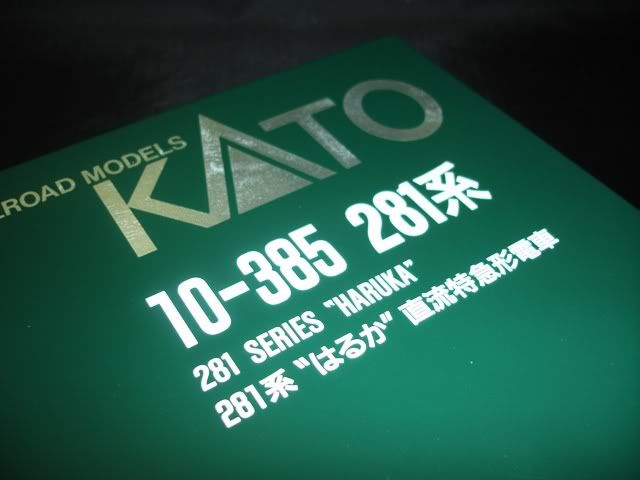 LROAD MODELS
KATO
10-385 281系
281 SERIES "HARUKA"
281系 "はるか" 直流特急形電車